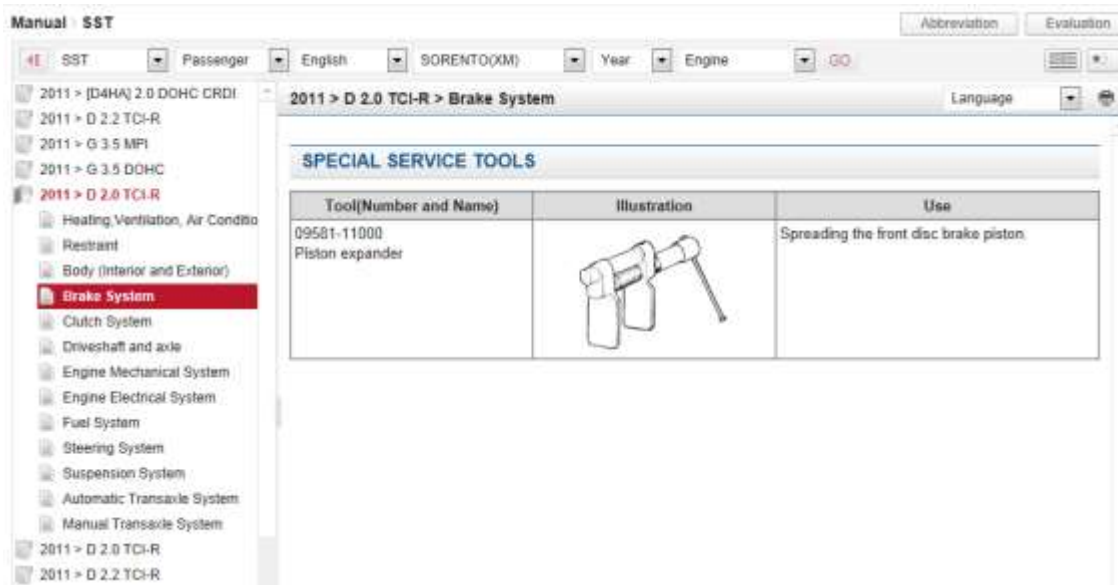 Manual SST
Abbreviation Evaluation
SST Passenger English SORENTO(XM) Year Engine GO
2011 > [D4HA] 2.0 DOHC CRDI
2011 > D 2.2 TCI-R
2011 > G 3.5 MPI
2011 > G 3.5 DOHC
2011 > D 2.0 TCI-R
Heating,Ventilation, Air Conditio
Restraint
Body (Interior and Exterior)
Brake System
Clutch System
Driveshaft and axle
Engine Mechanical System
Engine Electrical System
Fuel System
Steering System
Suspension System
Automatic Transaxle System
Manual Transaxle System
2011 > D 2.0 TCI-R
2011 > D 2.2 TCI-R
2011 > D 2.0 TCI-R > Brake System
Language
SPECIAL SERVICE TOOLS
Tool(Number and Name) Illustration Use
09581-11000
Piston expander
Spreading the front disc brake piston.